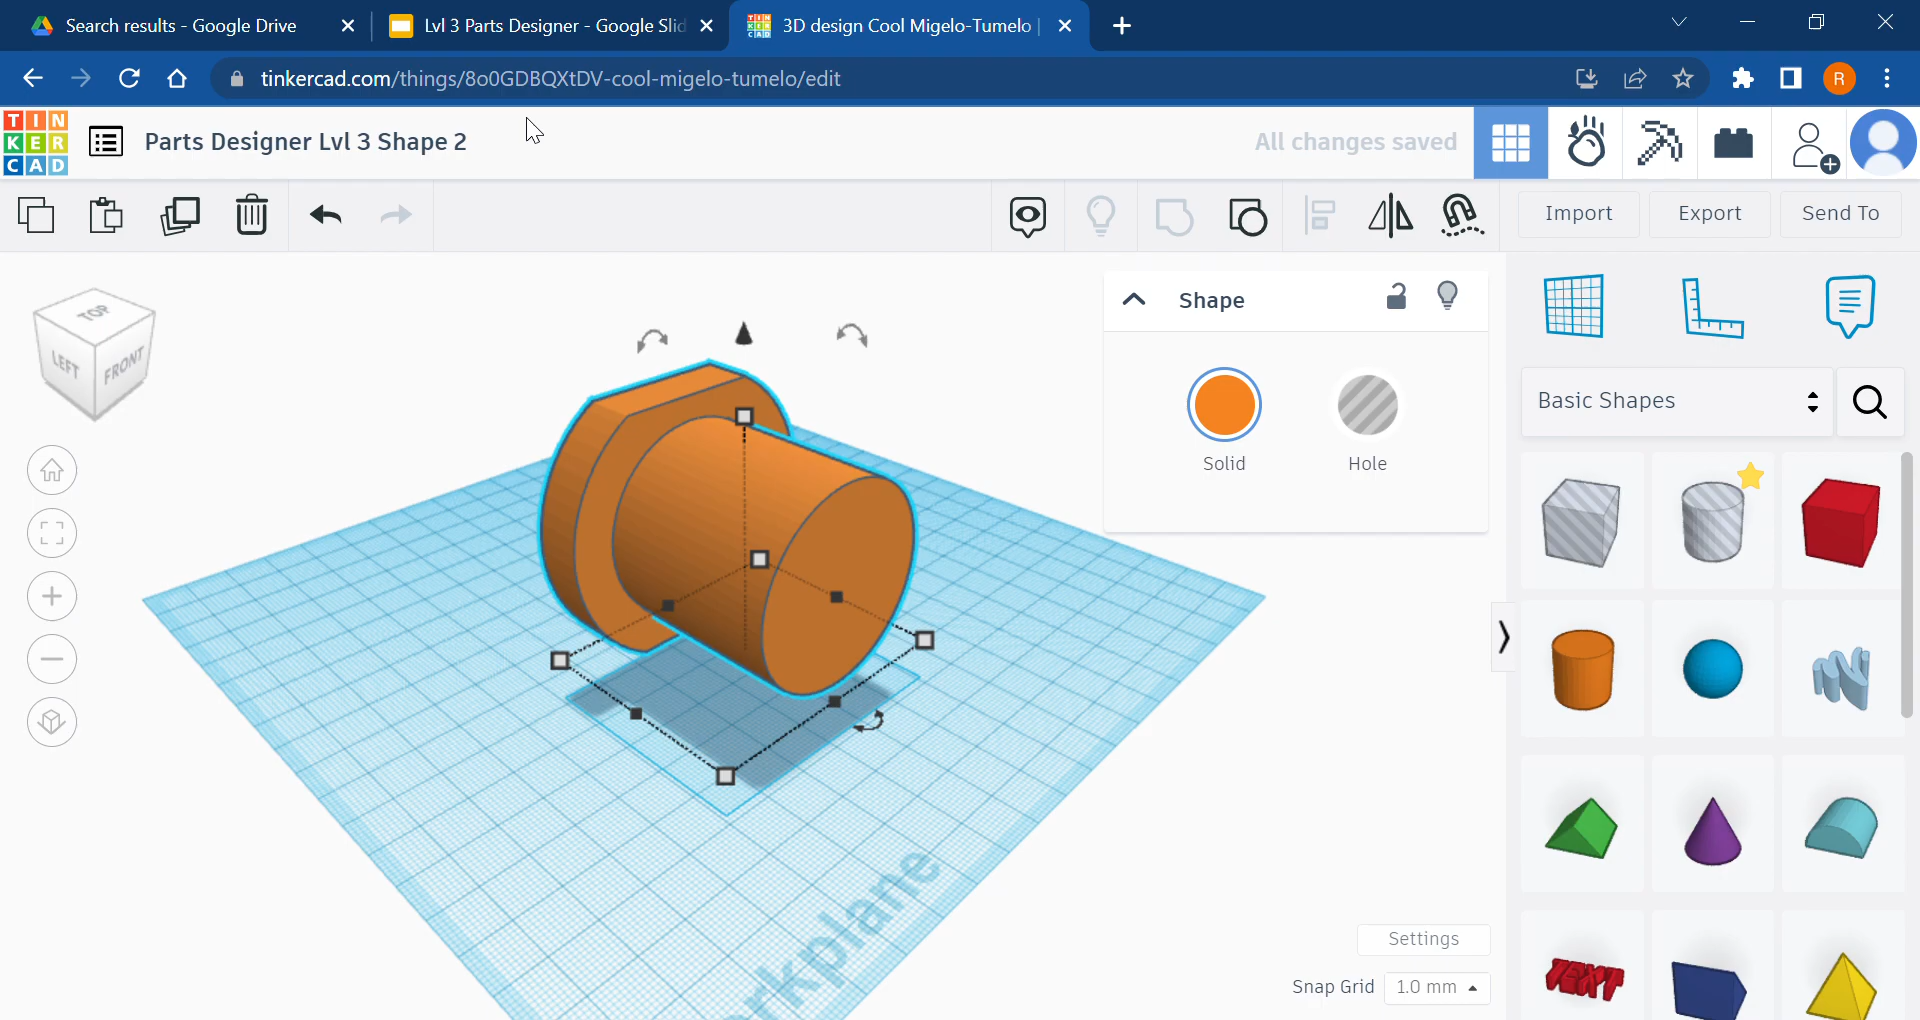 Search results - Google Drive
Lvl 3 Parts Designer - Google Slid
3D design Cool Migelo-Tumelo |
tinkercad.com/things/8o0GDBQXtDV-cool-migelo-tumelo/edit
R
TIN
KER
CAD
Parts Designer Lvl 3 Shape 2
All changes saved
Import
Export
Send To
TOP
LEFT
FRONT
Shape
Solid
Hole
Basic Shapes
TEXT
rkplane
Settings
Snap Grid
1.0 mm